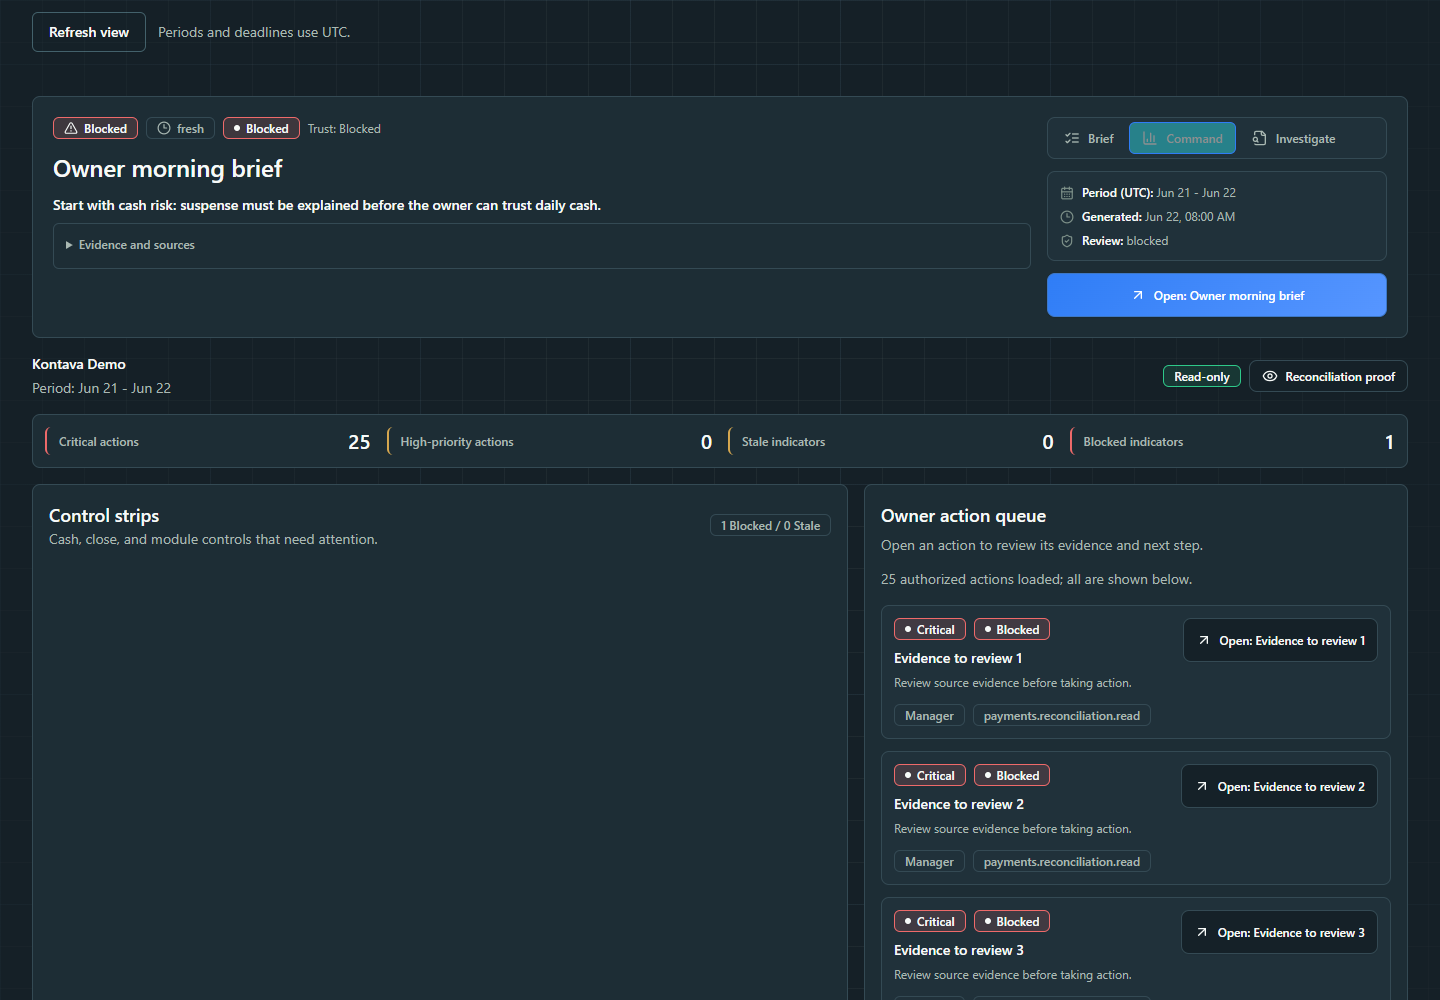 Refresh view
Periods and deadlines use UTC.
Blocked
fresh
Blocked
Trust: Blocked
Owner morning brief
Start with cash risk: suspense must be explained before the owner can trust daily cash.
Evidence and sources
Brief
Command
Investigate
Period (UTC): Jun 21 - Jun 22
Generated: Jun 22, 08:00 AM
Review: blocked
Open: Owner morning brief
Kontava Demo
Period: Jun 21 - Jun 22
Read-only
Reconciliation proof
Critical actions
25
High-priority actions
0
Stale indicators
0
Blocked indicators
1
Control strips
Cash, close, and module controls that need attention.
1 Blocked / 0 Stale
Owner action queue
Open an action to review its evidence and next step.
25 authorized actions loaded; all are shown below.
Critical
Blocked
Evidence to review 1
Review source evidence before taking action.
Manager
payments.reconciliation.read
Open: Evidence to review 1
Critical
Blocked
Evidence to review 2
Review source evidence before taking action.
Manager
payments.reconciliation.read
Open: Evidence to review 2
Critical
Blocked
Evidence to review 3
Review source evidence before taking action.
Open: Evidence to review 3